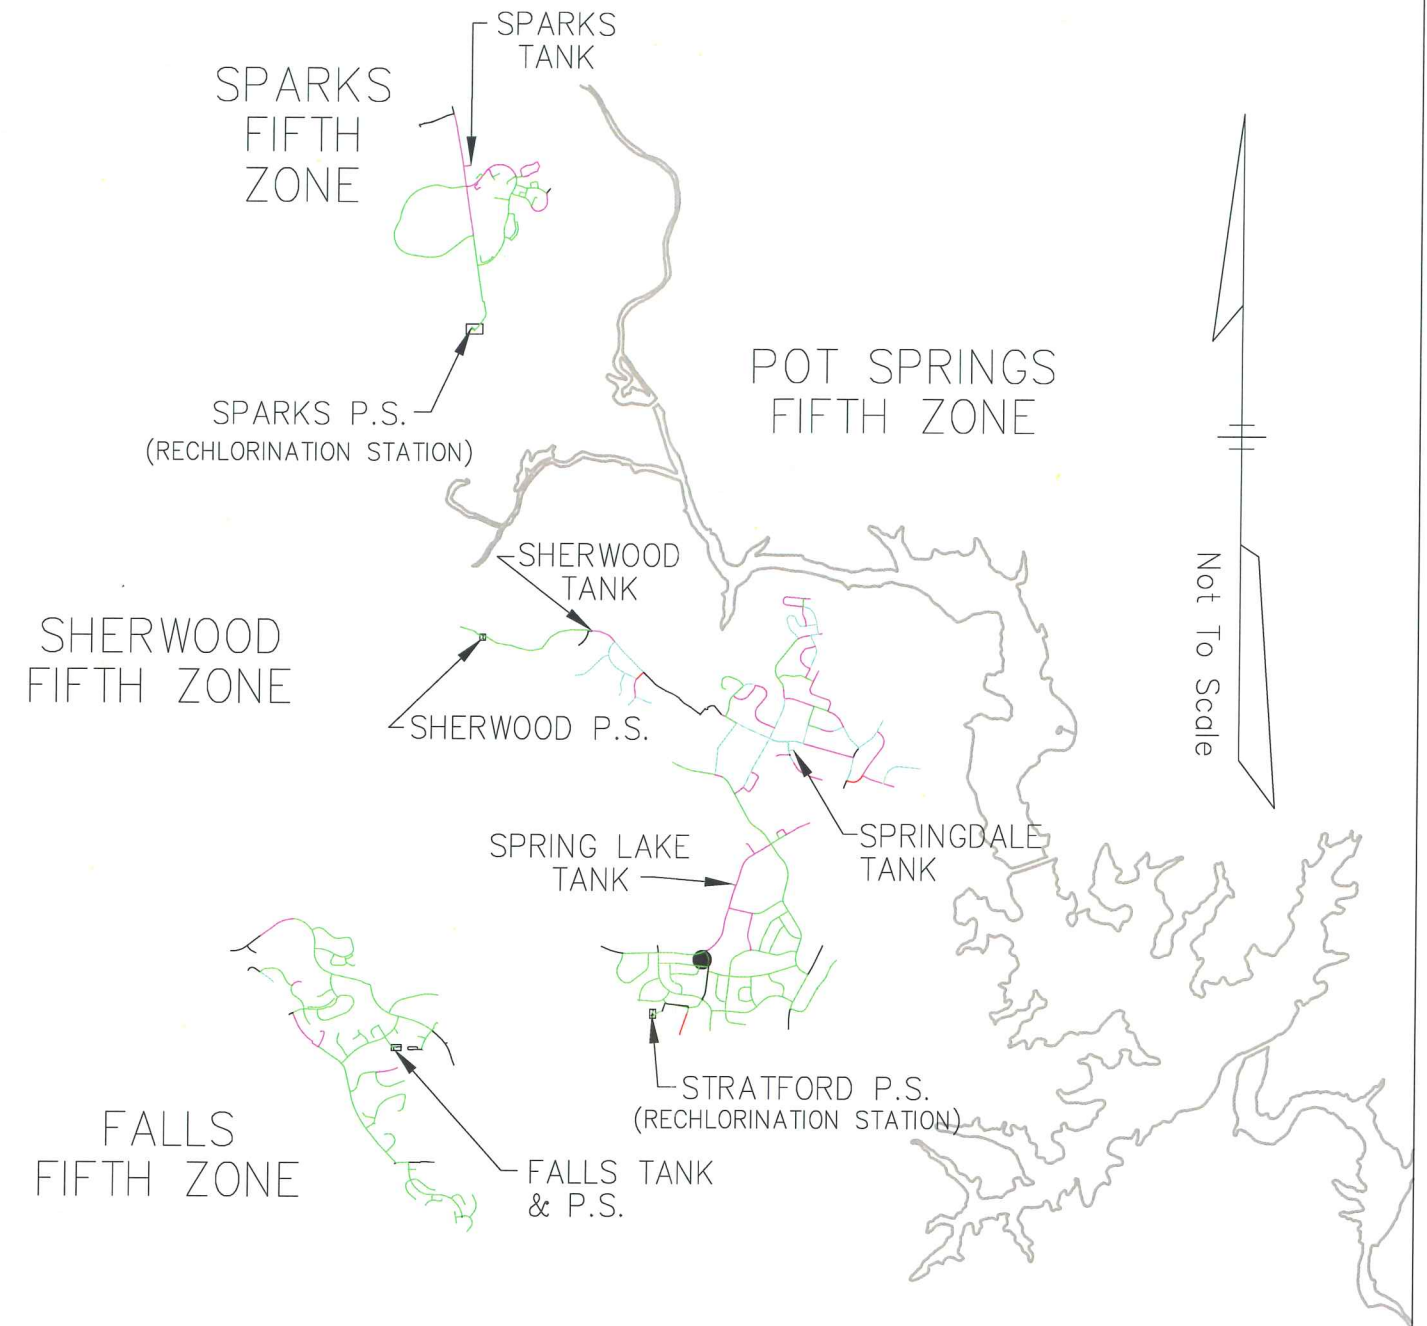 SPARKS
TANK
SPARKS
FIFTH
ZONE
POT SPRINGS
FIFTH ZONE
SPARKS P.S.
(RECHLORINATION STATION)
SHERWOOD
TANK
Not To Scale
SHERWOOD
FIFTH ZONE
SHERWOOD P.S.
SPRINGDALE
TANK
SPRING LAKE
TANK
STRATFORD P.S.
(RECHLORINATION STATION)
FALLS
FIFTH ZONE
FALLS TANK
& P.S.